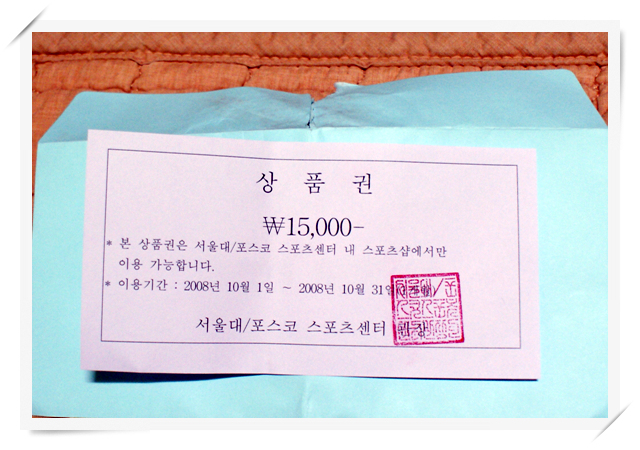 상 품 권
₩15,000-
* 본 상품권은 서울대/포스코 스포츠센터 내 스포츠샵에서만
이용 가능합니다.
* 이용기간 : 2008년 10월 1일 ~ 2008년 10월 31일
서울대/포스코 스포츠센터 관장